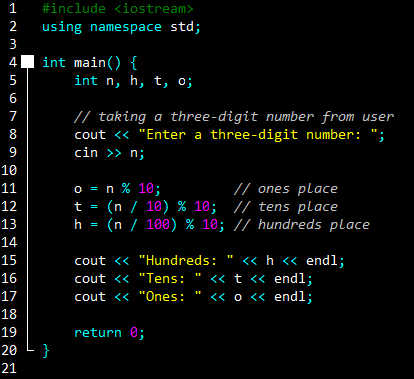 1 #include <iostream>
2 using namespace std;
3
4 int main() {
5     int n, h, t, o;
6
7     // taking a three-digit number from user
8     cout << "Enter a three-digit number: ";
9     cin >> n;
10
11     o = n % 10;         // ones place
12     t = (n / 10) % 10;  // tens place
13     h = (n / 100) % 10; // hundreds place
14
15     cout << "Hundreds: " << h << endl;
16     cout << "Tens: " << t << endl;
17     cout << "Ones: " << o << endl;
18
19     return 0;
20 }
21